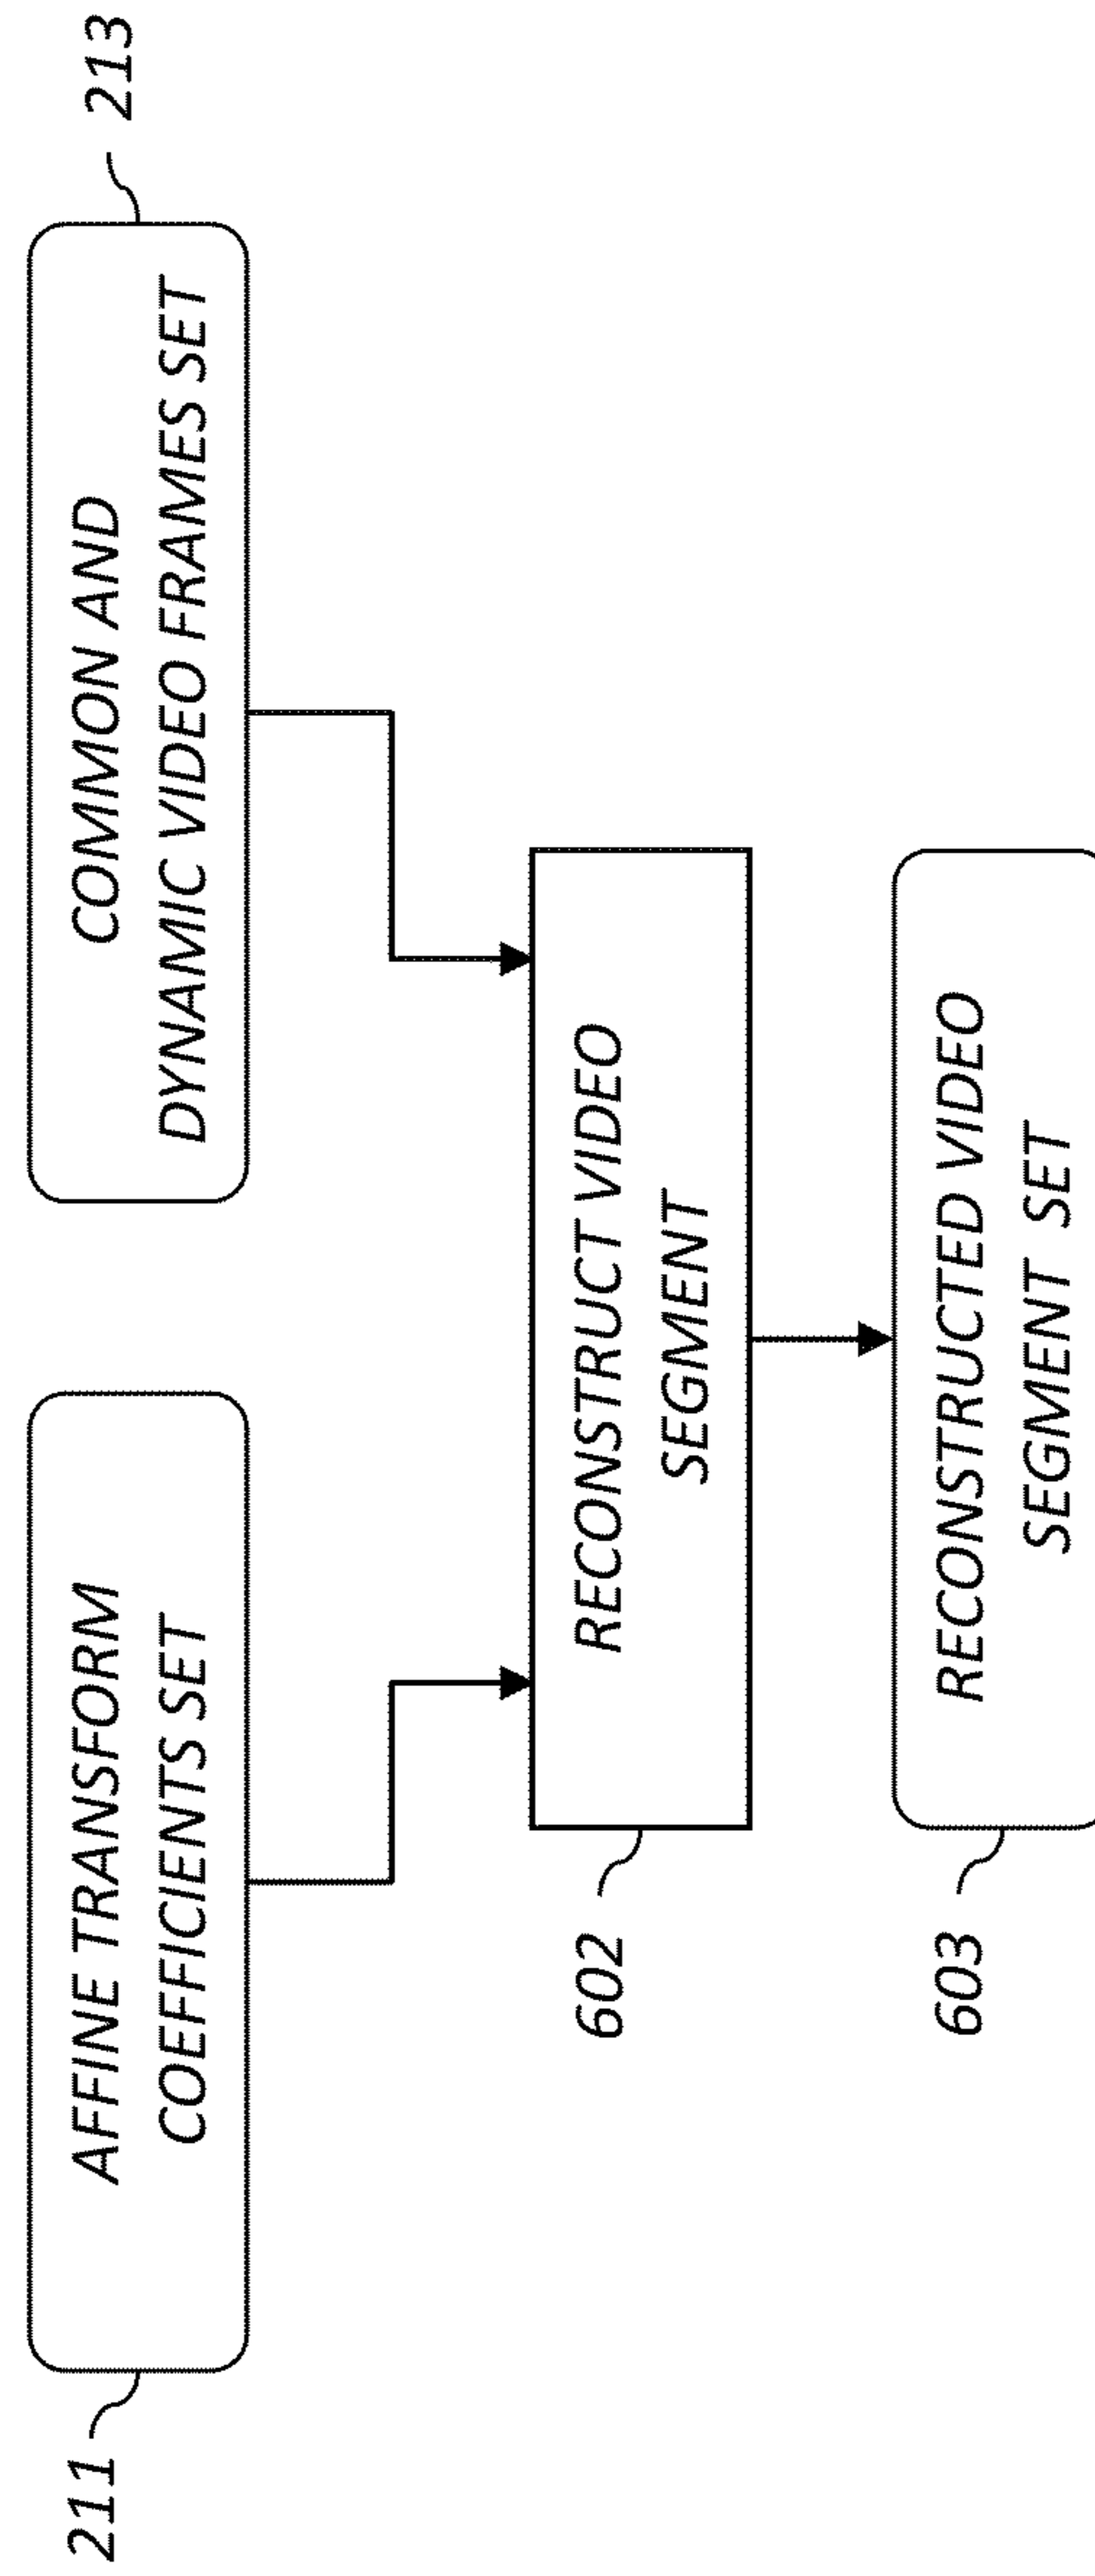 211
AFFINE TRANSFORM
COEFFICIENTS SET
COMMON AND
DYNAMIC VIDEO FRAMES SET
213
602
RECONSTRUCT VIDEO
SEGMENT
603
RECONSTRUCTED VIDEO
SEGMENT SET